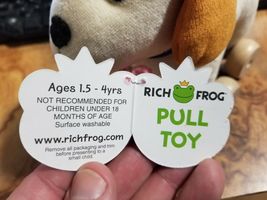 Ages 1.5 - 4yrs
NOT RECOMMENDED FOR
CHILDREN UNDER 18
MONTHS OF AGE
Surface washable
www.richfrog.com
Remove all packaging and trim
before presenting to a
small child.
RICH FROG
PULL
TOY